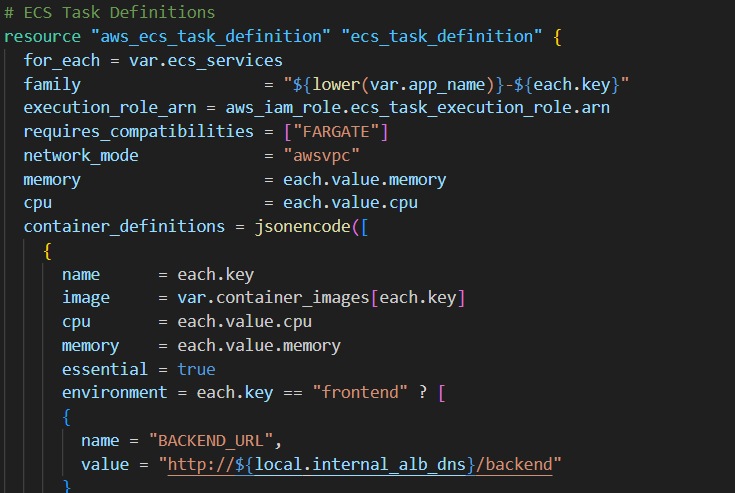 # ECS Task Definitions
resource "aws_ecs_task_definition" "ecs_task_definition" {
  for_each = var.ecs_services
  family                   = "${lower(var.app_name)}-${each.key}"
  execution_role_arn = aws_iam_role.ecs_task_execution_role.arn
  requires_compatibilities = ["FARGATE"]
  network_mode             = "awsvpc"
  memory                   = each.value.memory
  cpu                      = each.value.cpu
  container_definitions = jsonencode([
    {
      name      = each.key
      image     = var.container_images[each.key]
      cpu       = each.value.cpu
      memory    = each.value.memory
      essential = true
      environment = each.key == "frontend" ? [
      {
        name = "BACKEND_URL",
        value = "http://${local.internal_alb_dns}/backend"
      }